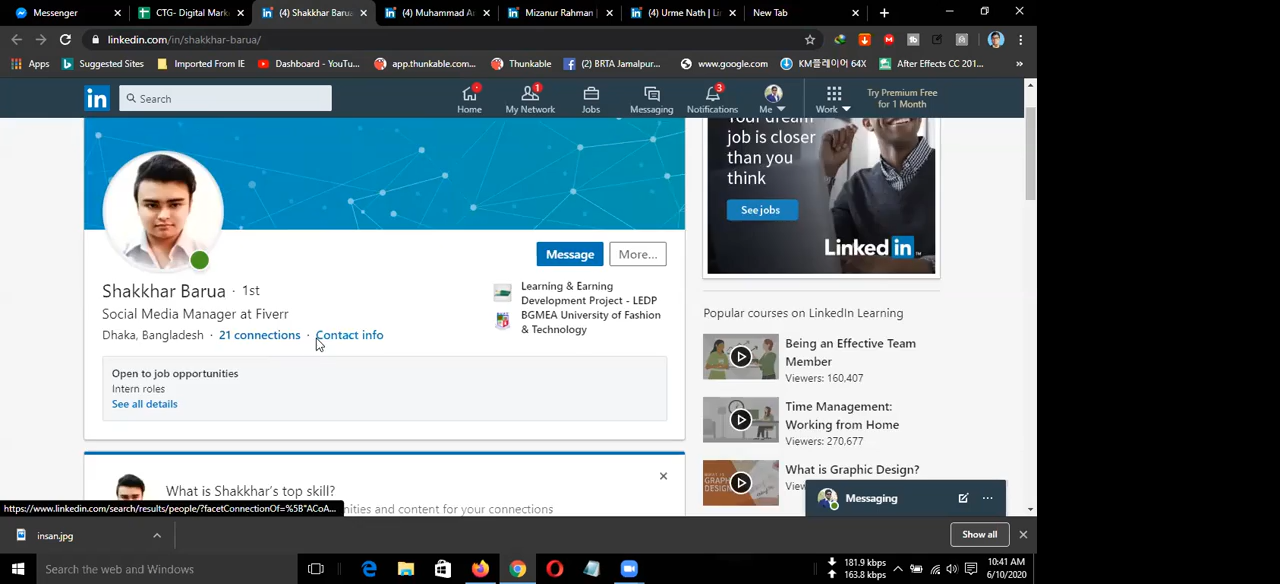 Messenger
CTG- Digital Mark
(4) Shakkhar Barua
(4) Muhammad Ar
Mizanur Rahman
(4) Urme Nath | Li
New Tab
linkedin.com/in/shakkhar-barua/
Apps
Suggested Sites
Imported From IE
Dashboard - YouTu...
app.thunkable.com...
Thunkable
(2) BRTA Jamalpur...
www.google.com
KM플레이어 64X
After Effects CC 201...
»
in
Search
Home
1
My Network
Jobs
Messaging
3
Notifications
Me
Work
Try Premium Free
for 1 Month
Your dream
job is closer
than you
think
See jobs
Linked in
Message
More...
Shakkhar Barua · 1st
Social Media Manager at Fiverr
Dhaka, Bangladesh · 21 connections · Contact info
Learning & Earning
Development Project - LEDP
BGMEA University of Fashion
& Technology
Open to job opportunities
Intern roles
See all details
Popular courses on LinkedIn Learning
Being an Effective Team
Member
Viewers: 160,407
Time Management:
Working from Home
Viewers: 270,677
What is Graphic Design?
What is Shakkhar's top skill?
nities and content for your connections
Messaging
https://www.linkedin.com/search/results/people/?facetConnectionOf=%5B"ACoA...
insan.jpg
Show all
Search the web and Windows
181.9 kbps
163.8 kbps
10:41 AM
6/10/2020